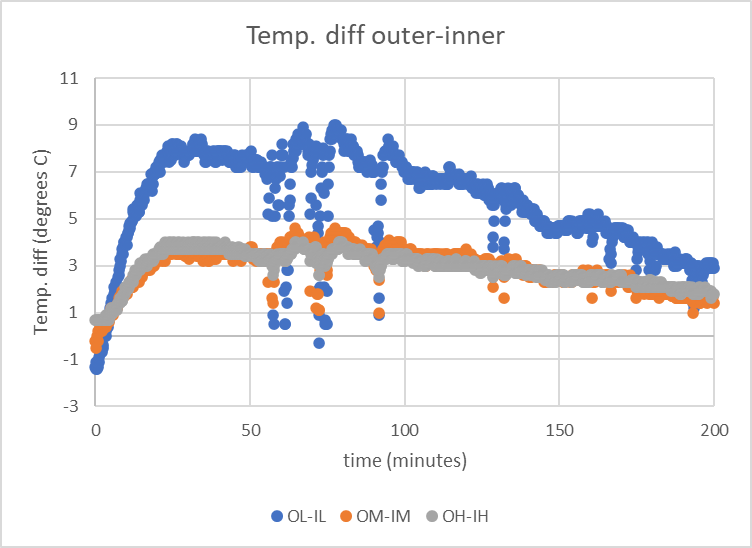 Temp. diff outer-inner
Temp. diff (degrees C)
11
9
7
5
3
1
-1
-3
0 50 100 150 200
time (minutes)
OL-IL OM-IM OH-IH